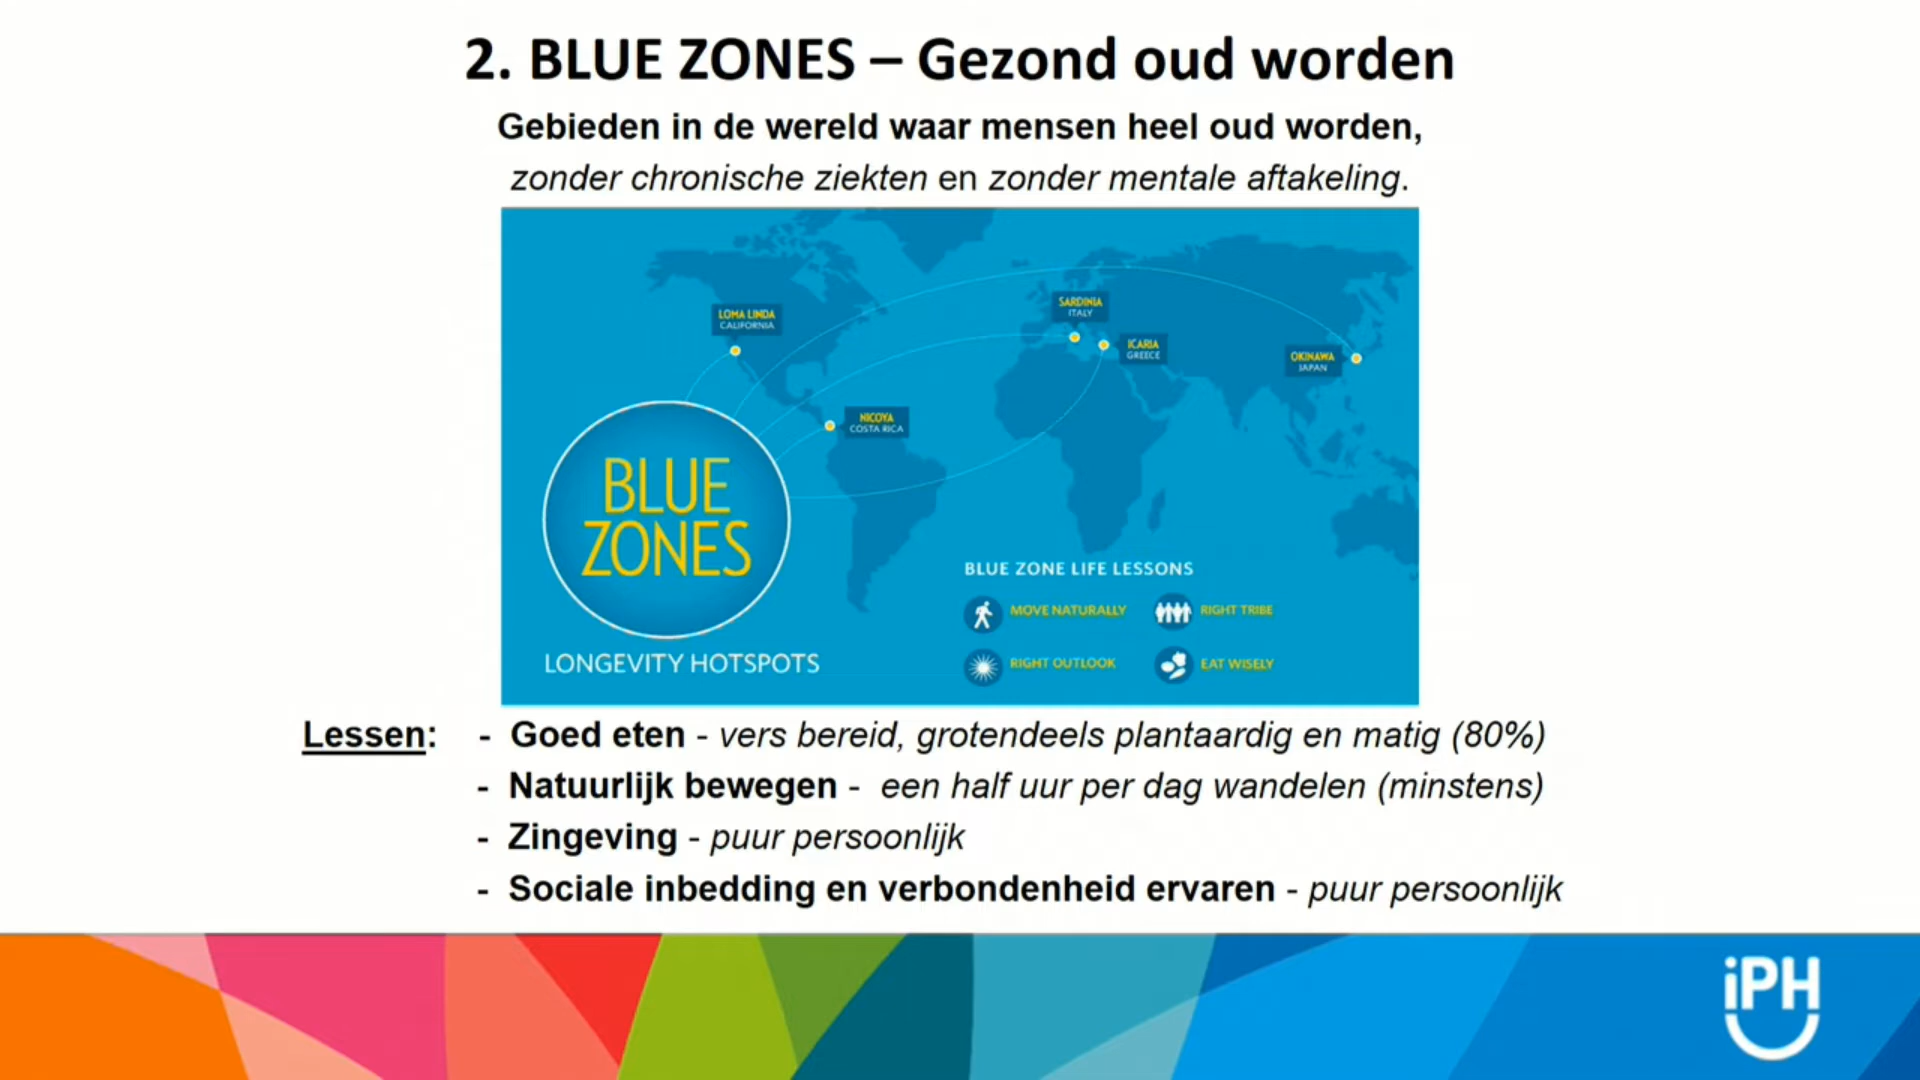 2. BLUE ZONES – Gezond oud worden
Gebieden in de wereld waar mensen heel oud worden,
zonder chronische ziekten en zonder mentale aftakeling.
LOMA LINDA
CALIFORNIA
SARDINIA
ITALY
ICARIA
GREECE
OKINAWA
JAPAN
NICOYA
COSTA RICA
BLUE
ZONES
LONGEVITY HOTSPOTS
BLUE ZONE LIFE LESSONS
MOVE NATURALLY
RIGHT TRIBE
RIGHT OUTLOOK
EAT WISELY
Lessen: - Goed eten - vers bereid, grotendeels plantaardig en matig (80%)
- Natuurlijk bewegen - een half uur per dag wandelen (minstens)
- Zingeving - puur persoonlijk
- Sociale inbedding en verbondenheid ervaren - puur persoonlijk
iPH